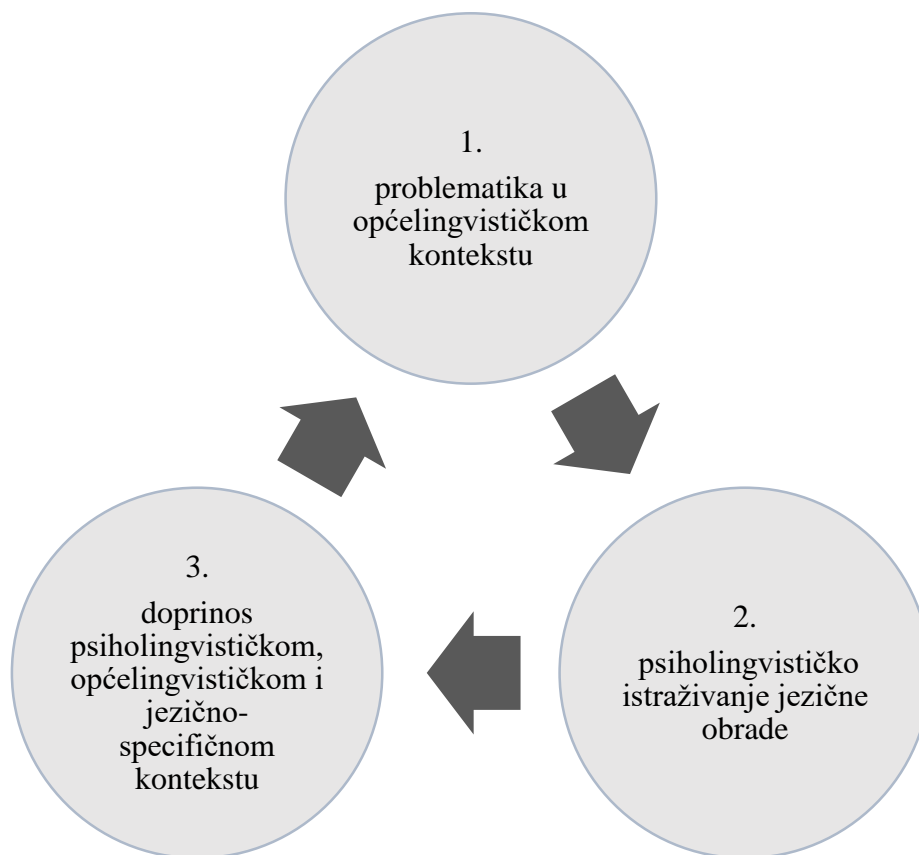 1.
problematika u
općelingvističkom
kontekstu
2.
psiholingvističko
istraživanje jezične
obrade
3.
doprinos
psiholingvističkom,
općelingvističkom i
jezično-
specifičnom
kontekstu